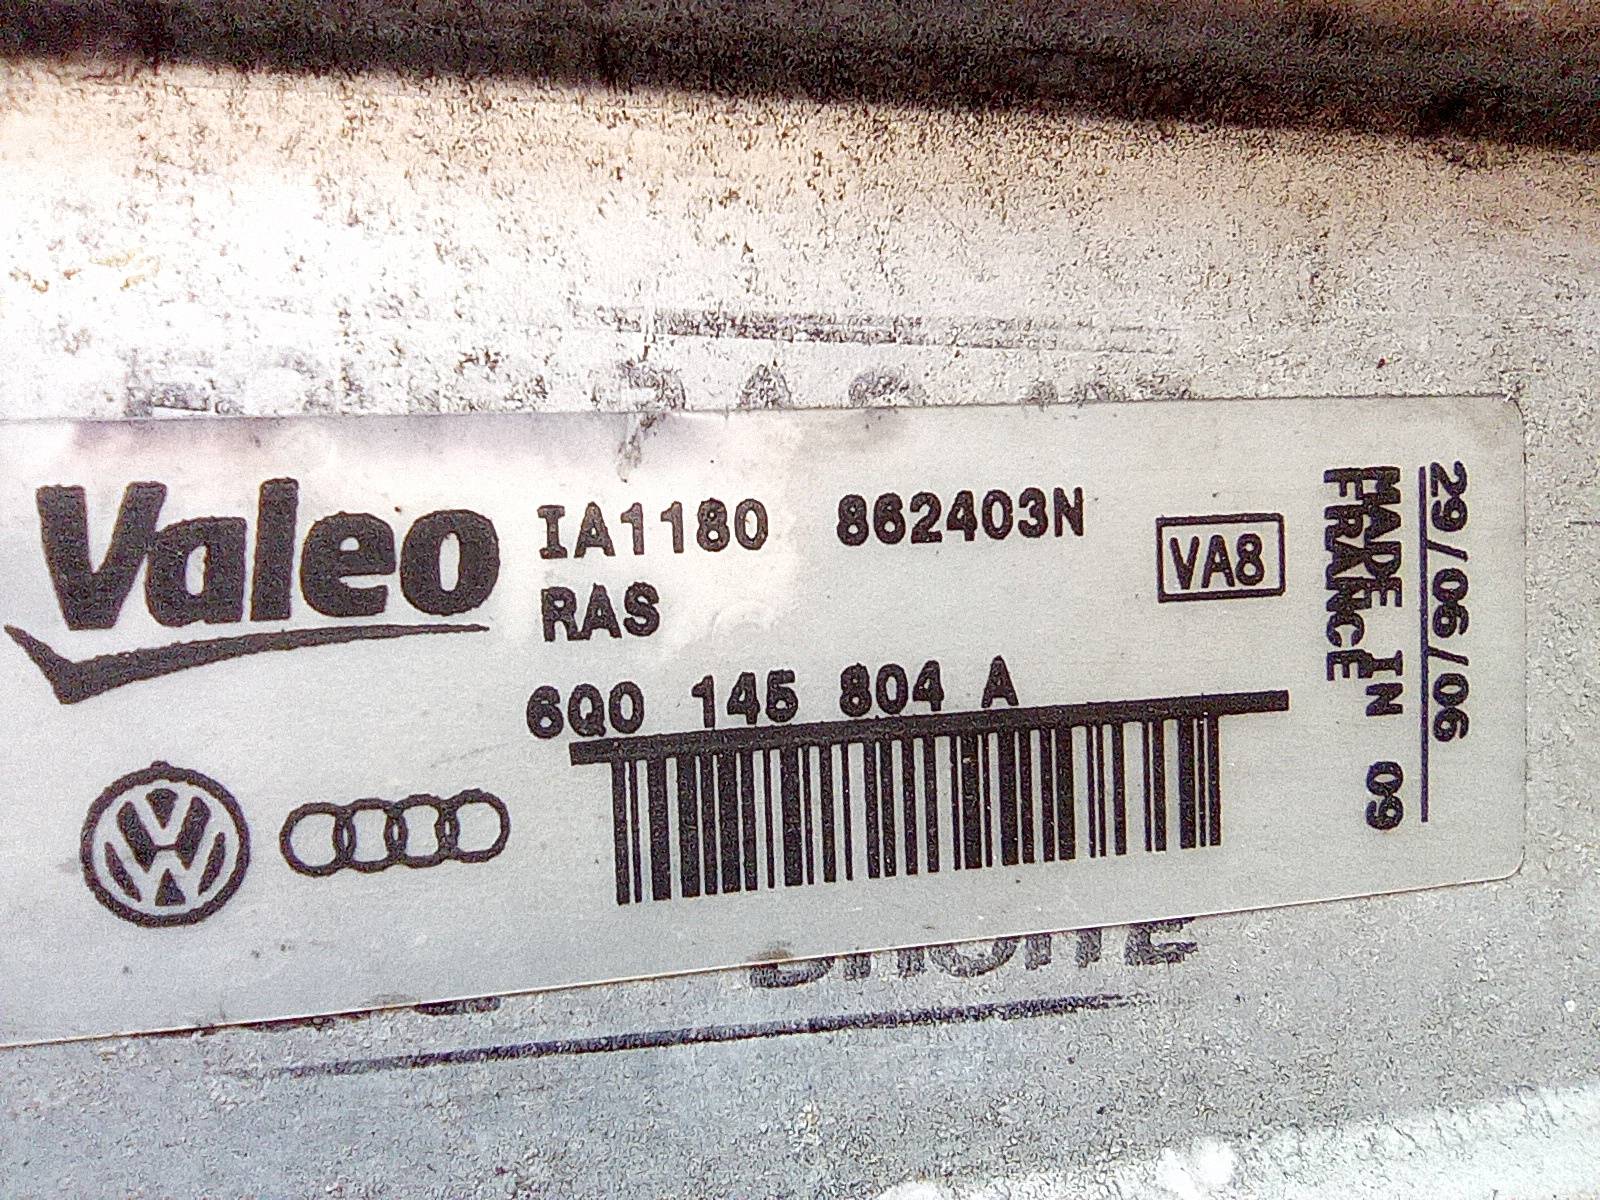 Valeo
IA1180 862403N
RAS
VA8
6Q0 145 804 A
MADE IN 09
FRANCE
29/06/06